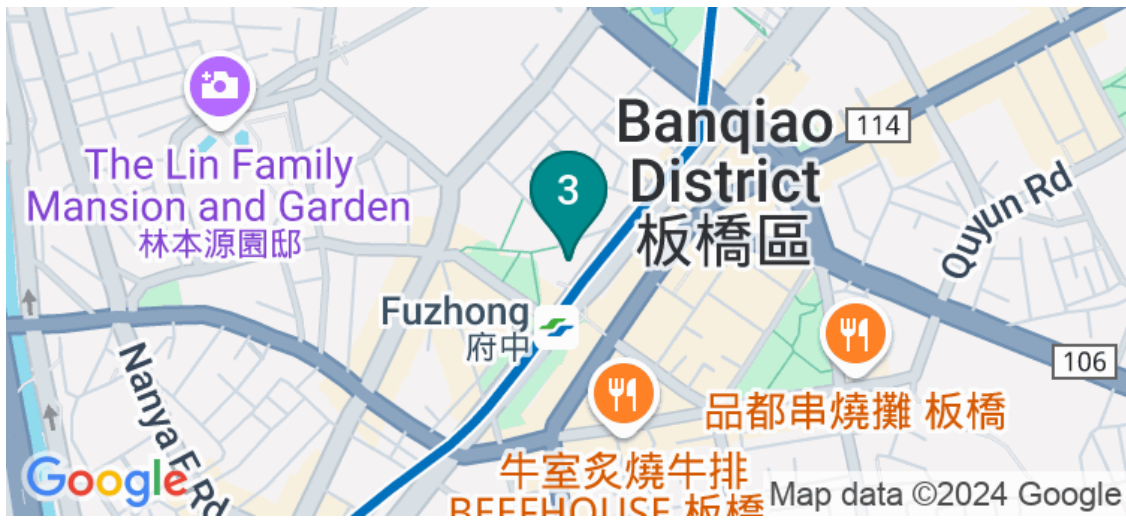 The Lin Family
Mansion and Garden
林本源園邸
3
Banqiao
District
板橋區
114
Quyun Rd
Fuzhong
府中
106
Nanya E Rd
品都串燒攤 板橋
牛室炙燒牛排
BEEFHOUSE 板橋
Google
Map data ©2024 Google